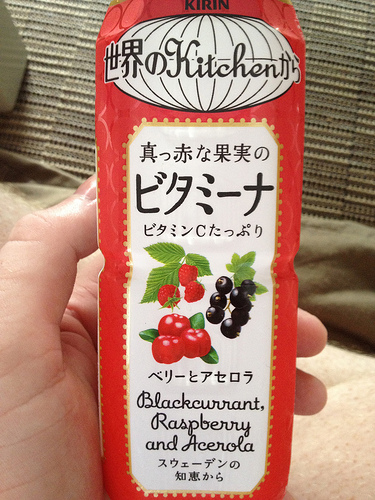 KIRIN
世界のKitchenから
真っ赤な果実の
ビタミーナ
ビタミンCたっぷり
ベリーとアセロラ
Blackcurrant,
Raspberry
and Acerola
スウェーデンの
知恵から